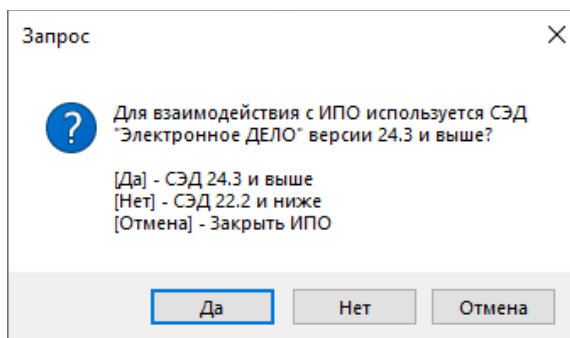 Запрос
Для взаимодействия с ИПО используется СЭД
"Электронное ДЕЛО" версии 24.3 и выше?
[Да] - СЭД 24.3 и выше
[Нет] - СЭД 22.2 и ниже
[Отмена] - Закрыть ИПО
Да Нет Отмена